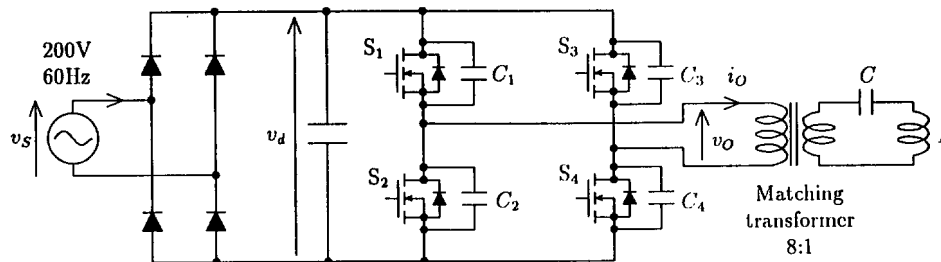 200V
60Hz
v_S
v_d
S_1
C_1
S_2
C_2
S_3
C_3
S_4
C_4
i_O
v_O
C
Matching
transformer
8:1